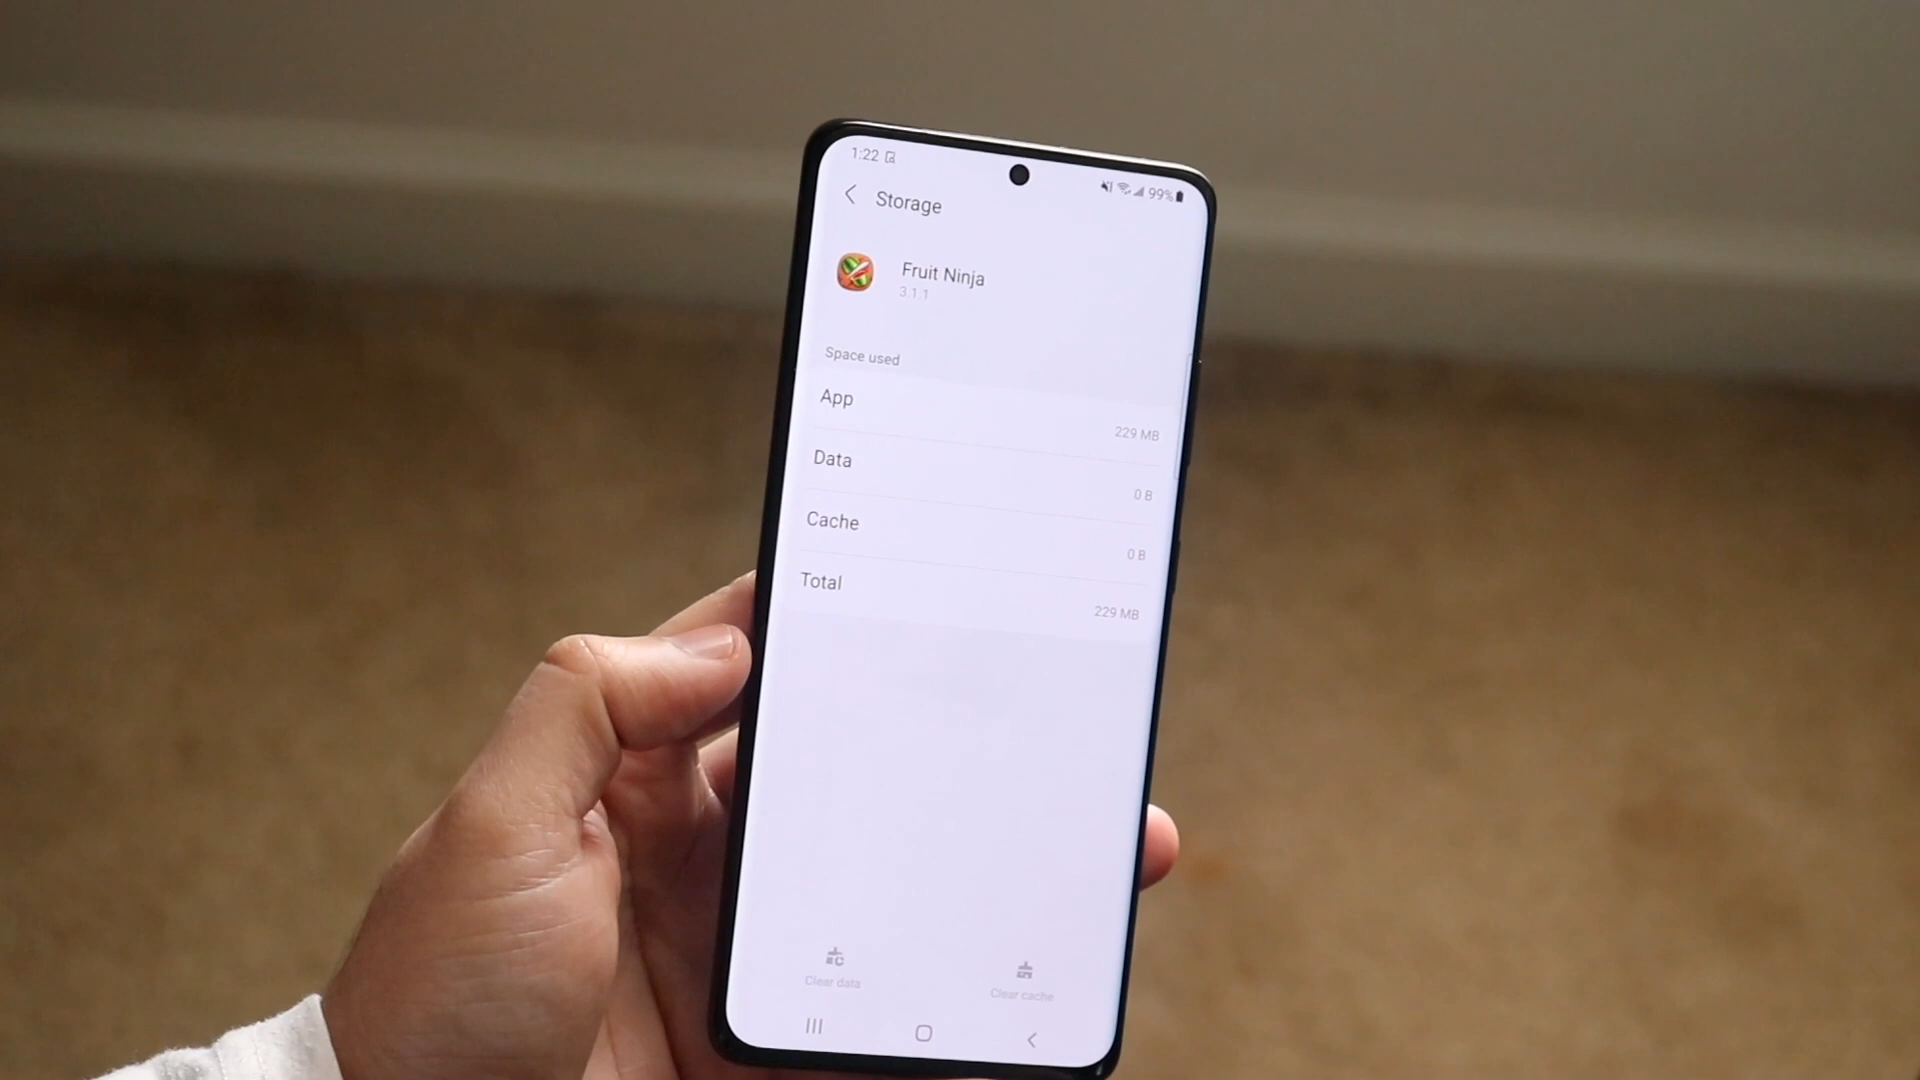 1:22 99%
Storage
Fruit Ninja
3.1.1
Space used
App
229 MB
Data
0 B
Cache
0 B
Total
229 MB
Clear data
Clear cache